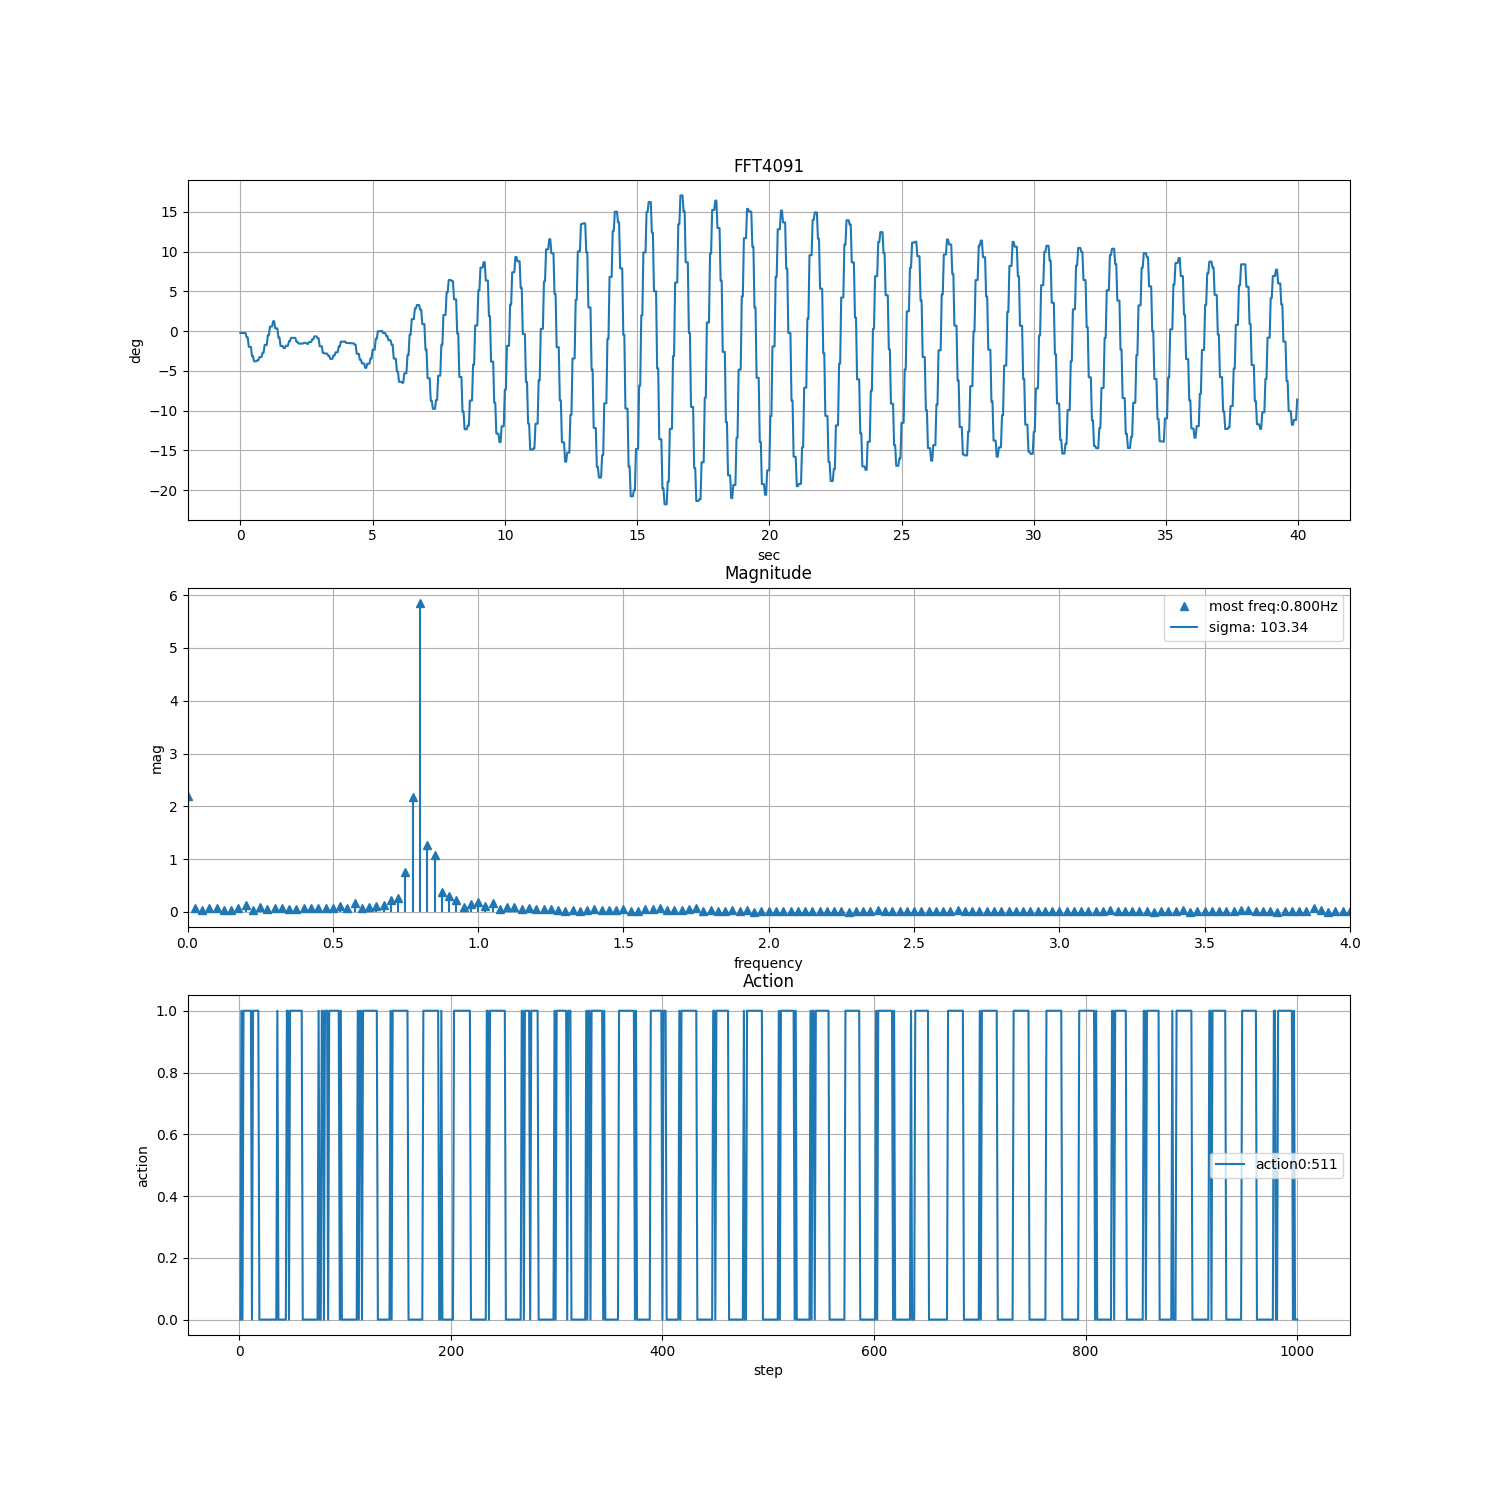 FFT4091
15
10
5
0
−5
−10
−15
−20
deg
0 5 10 15 20 25 30 35 40
sec
Magnitude
6
5
4
3
2
1
0
mag
most freq:0.800Hz
sigma: 103.34
0.0 0.5 1.0 1.5 2.0 2.5 3.0 3.5 4.0
frequency
Action
1.0
0.8
0.6
0.4
0.2
0.0
action
action0:511
0 200 400 600 800 1000
step